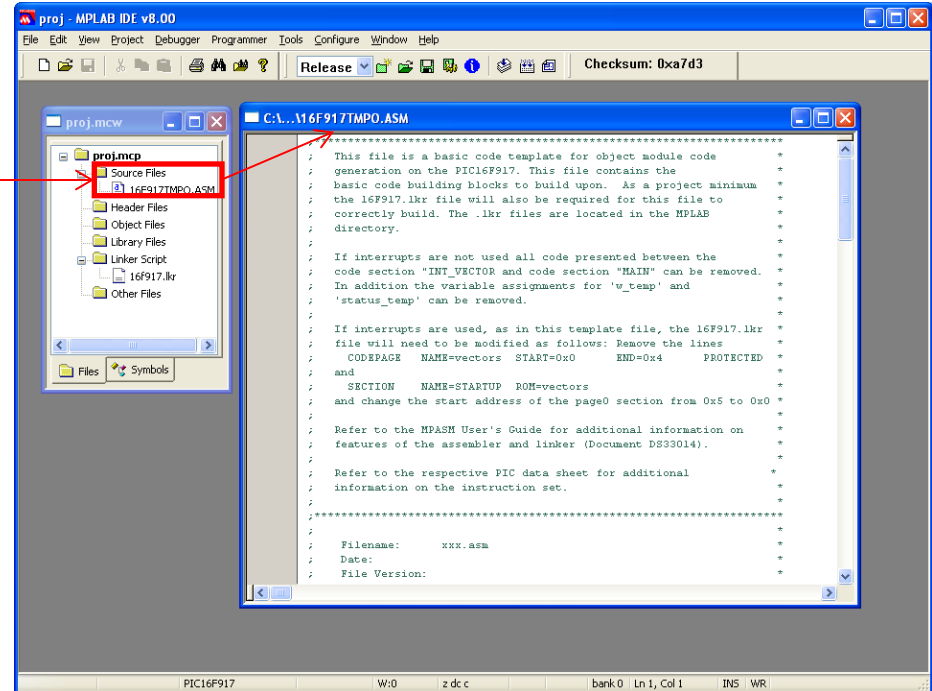 proj - MPLAB IDE v8.00
File Edit View Project Debugger Programmer Tools Configure Window Help
Release Checksum: 0xa7d3
proj.mcw
proj.mcp
Source Files
16F917TMPO.ASM
Header Files
Object Files
Library Files
Linker Script
16f917.lkr
Other Files
Files Symbols
C:\...\16F917TMPO.ASM
;**********************************************************************
; This file is a basic code template for object module code *
; generation on the PIC16F917. This file contains the *
; basic code building blocks to build upon. As a project minimum *
; the 16F917.lkr file will also be required for this file to *
; correctly build. The .lkr files are located in the MPLAB *
; directory. *
; *
; If interrupts are not used all code presented between the *
; code section "INT_VECTOR and code section "MAIN" can be removed. *
; In addition the variable assignments for 'w_temp' and *
; 'status_temp' can be removed. *
; *
; If interrupts are used, as in this template file, the 16F917.lkr *
; file will need to be modified as follows: Remove the lines *
; CODEPAGE NAME=vectors START=0x0 END=0x4 PROTECTED *
; and *
; SECTION NAME=STARTUP ROM=vectors *
; and change the start address of the page0 section from 0x5 to 0x0 *
; *
; Refer to the MPASM User's Guide for additional information on *
; features of the assembler and linker (Document DS33014). *
; *
; Refer to the respective PIC data sheet for additional *
; information on the instruction set. *
; *
;**********************************************************************
; *
; Filename: xxx.asm *
; Date: *
; File Version: *
PIC16F917 W:0 z dc c bank 0 Ln 1, Col 1 INS WR